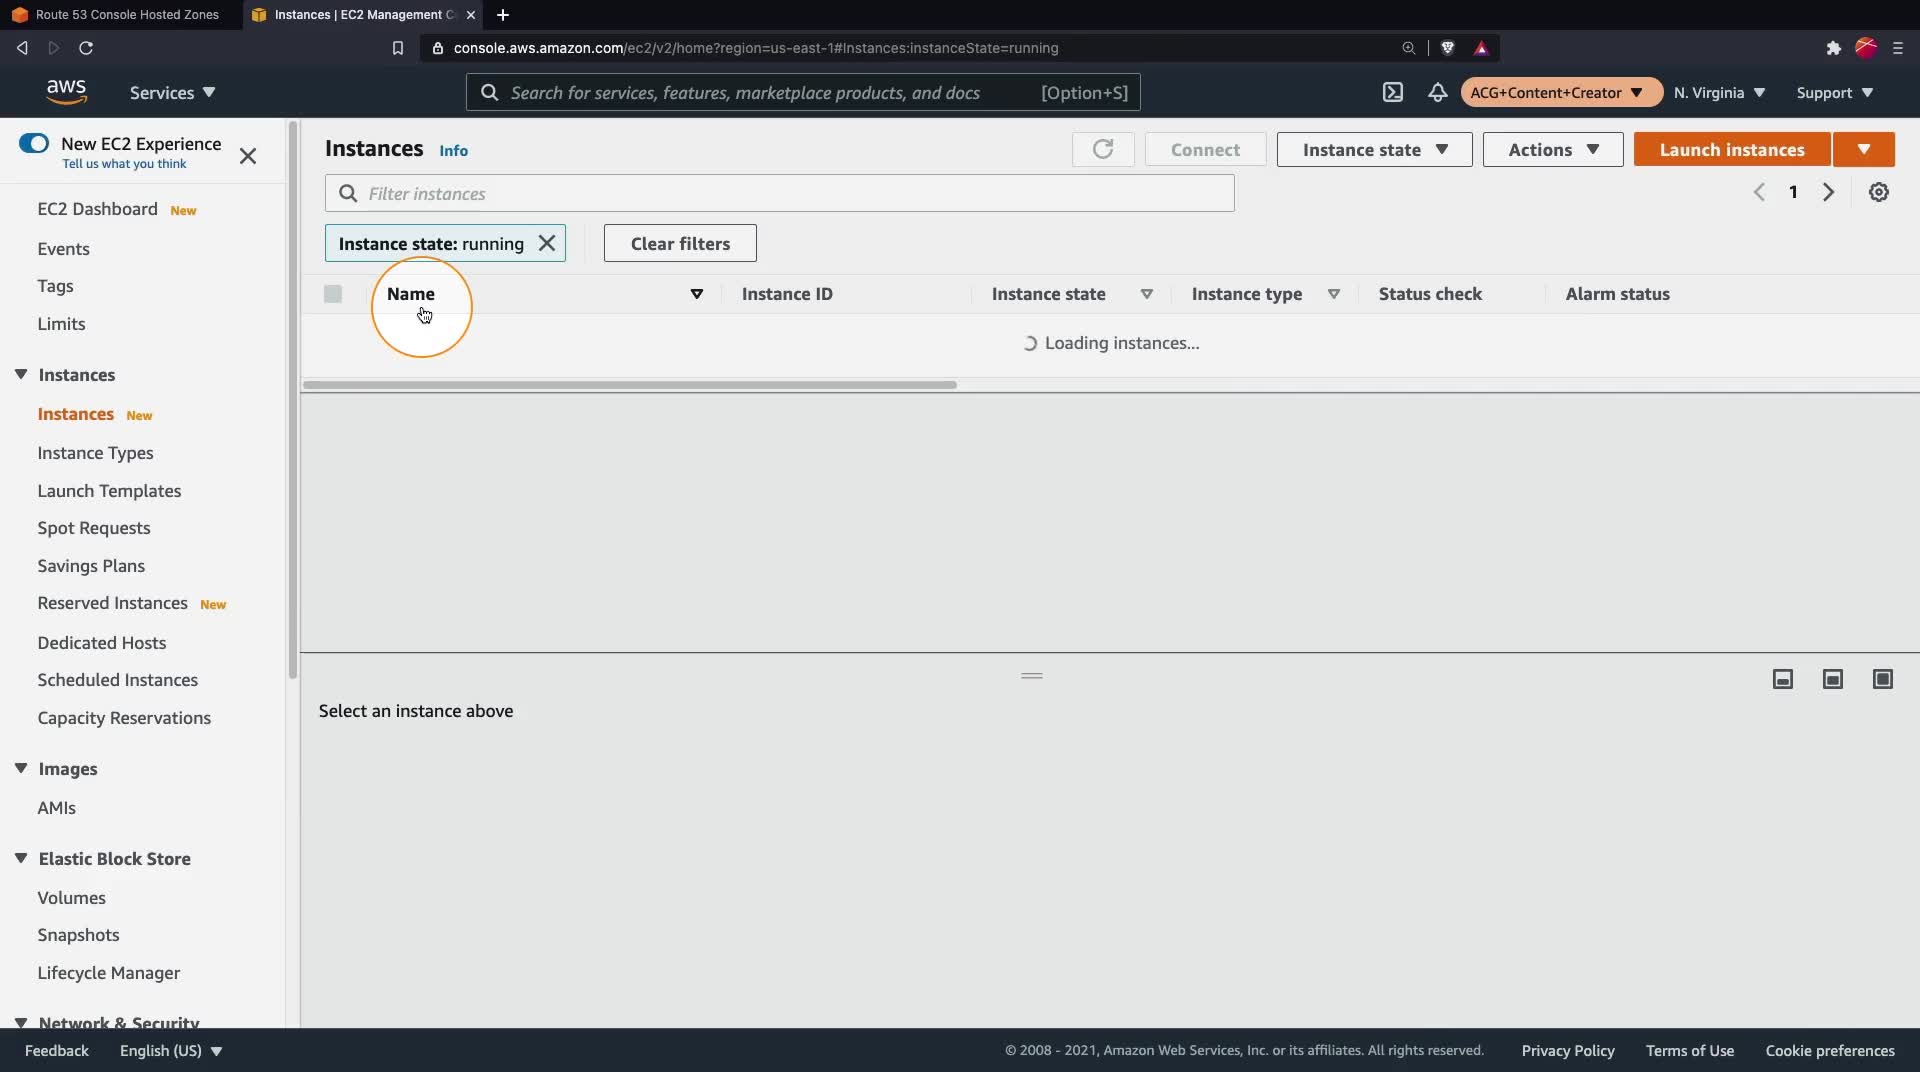 Route 53 Console Hosted Zones
Instances | EC2 Management C
console.aws.amazon.com/ec2/v2/home?region=us-east-1#Instances:instanceState=running
aws
Services
Search for services, features, marketplace products, and docs [Option+S]
ACG+Content+Creator
N. Virginia
Support
New EC2 Experience
Tell us what you think
EC2 Dashboard New
Events
Tags
Limits
Instances
Instances New
Instance Types
Launch Templates
Spot Requests
Savings Plans
Reserved Instances New
Dedicated Hosts
Scheduled Instances
Capacity Reservations
Images
AMIs
Elastic Block Store
Volumes
Snapshots
Lifecycle Manager
Network & Security
Instances Info
Connect
Instance state
Actions
Launch instances
Filter instances
1
Instance state: running
Clear filters
Name
Instance ID
Instance state
Instance type
Status check
Alarm status
Loading instances...
Select an instance above
Feedback
English (US)
© 2008 - 2021, Amazon Web Services, Inc. or its affiliates. All rights reserved.
Privacy Policy
Terms of Use
Cookie preferences